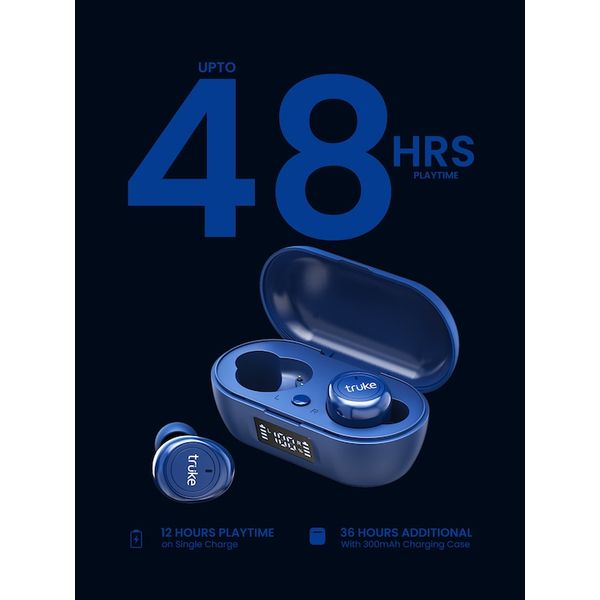 UPTO
48
HRS
PLAYTIME
truke
L
R
L 100 R
truke
12 HOURS PLAYTIME
on Single Charge
36 HOURS ADDITIONAL
With 300mAh Charging Case